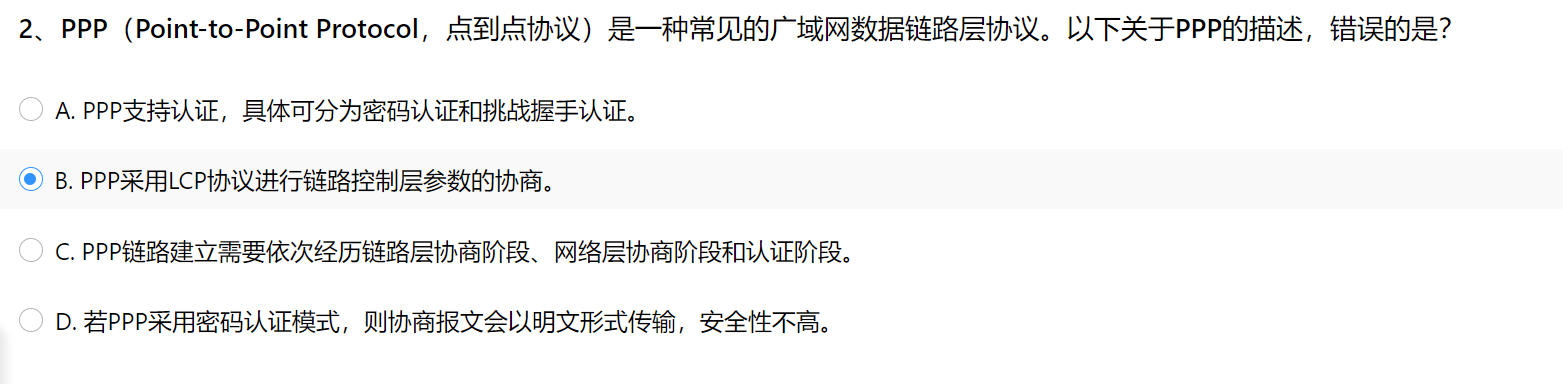 2、PPP（Point-to-Point Protocol，点到点协议）是一种常见的广域网数据链路层协议。以下关于PPP的描述，错误的是？
A. PPP支持认证，具体可分为密码认证和挑战握手认证。
B. PPP采用LCP协议进行链路控制层参数的协商。
C. PPP链路建立需要依次经历链路层协商阶段、网络层协商阶段和认证阶段。
D. 若PPP采用密码认证模式，则协商报文会以明文形式传输，安全性不高。